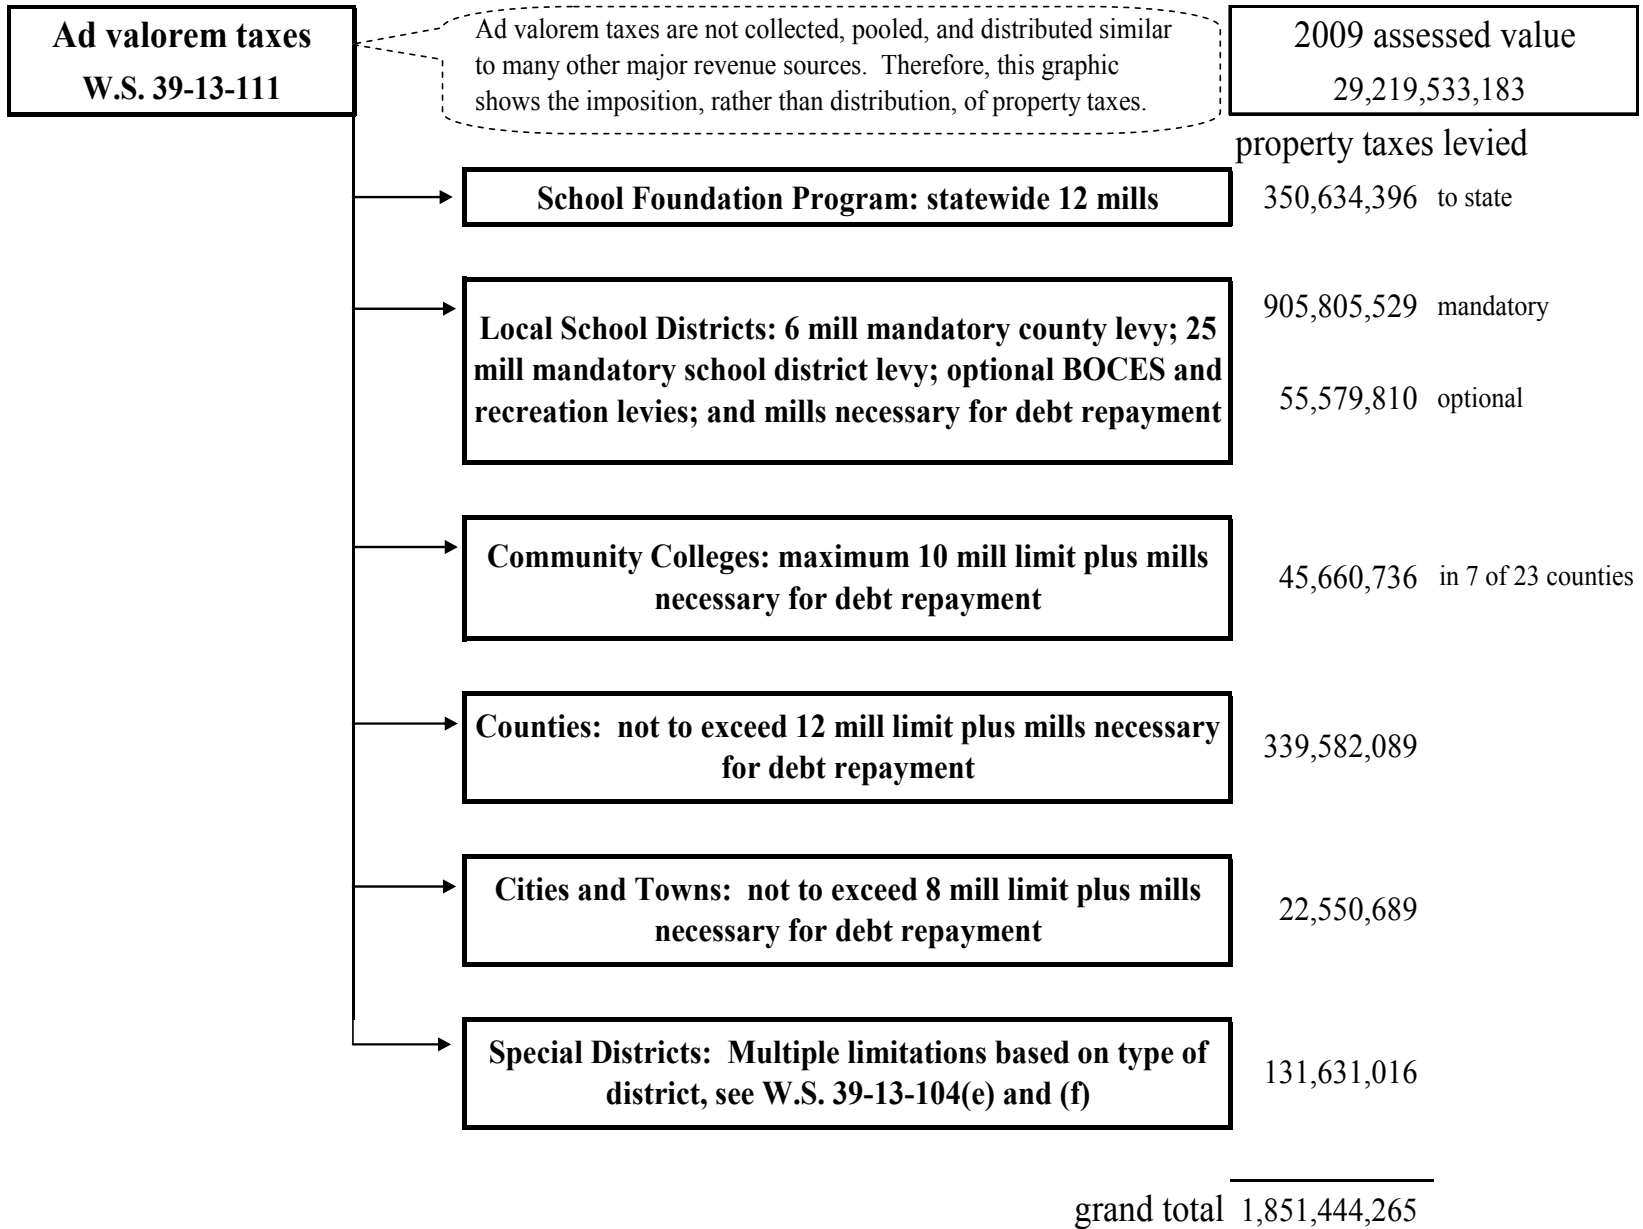 Ad valorem taxes
W.S. 39-13-111
Ad valorem taxes are not collected, pooled, and distributed similar
to many other major revenue sources.  Therefore, this graphic
shows the imposition, rather than distribution, of property taxes.
2009 assessed value
29,219,533,183
property taxes levied
School Foundation Program: statewide 12 mills
350,634,396 to state
Local School Districts: 6 mill mandatory county levy; 25
mill mandatory school district levy; optional BOCES and
recreation levies; and mills necessary for debt repayment
905,805,529 mandatory
55,579,810 optional
Community Colleges: maximum 10 mill limit plus mills
necessary for debt repayment
45,660,736 in 7 of 23 counties
Counties:  not to exceed 12 mill limit plus mills necessary
for debt repayment
339,582,089
Cities and Towns:  not to exceed 8 mill limit plus mills
necessary for debt repayment
22,550,689
Special Districts:  Multiple limitations based on type of
district, see W.S. 39-13-104(e) and (f)
131,631,016
grand total 1,851,444,265